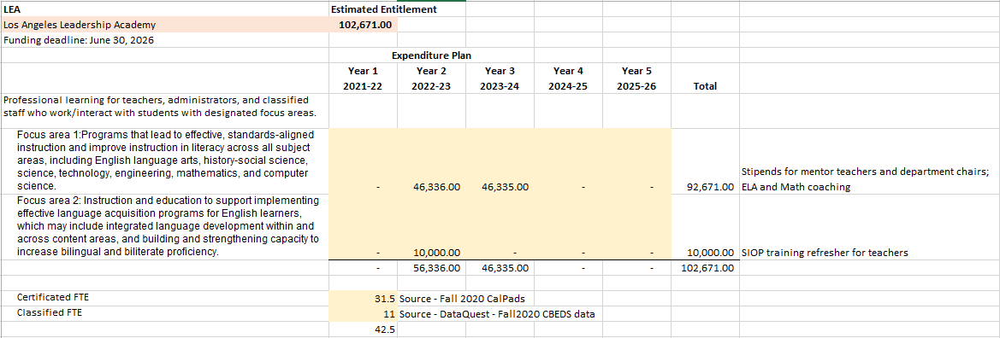 LEA Estimated Entitlement
Los Angeles Leadership Academy 102,671.00
Funding deadline: June 30, 2026
Expenditure Plan
Year 1 Year 2 Year 3 Year 4 Year 5
2021-22 2022-23 2023-24 2024-25 2025-26 Total
Professional learning for teachers, administrators, and classified
staff who work/interact with students with designated focus areas.
Focus area 1:Programs that lead to effective, standards-aligned
instruction and improve instruction in literacy across all subject
areas, including English language arts, history-social science,
science, technology, engineering, mathematics, and computer
science.
- 46,336.00 46,335.00 - - 92,671.00
Stipends for mentor teachers and department chairs;
ELA and Math coaching
Focus area 2: Instruction and education to support implementing
effective language acquisition programs for English learners,
which may include integrated language development within and
across content areas, and building and strengthening capacity to
increase bilingual and biliterate proficiency.
- 10,000.00 - - - 10,000.00 SIOP training refresher for teachers
- 56,336.00 46,335.00 - - 102,671.00
Certificated FTE 31.5 Source - Fall 2020 CalPads
Classified FTE 11 Source - DataQuest - Fall2020 CBEDS data
42.5